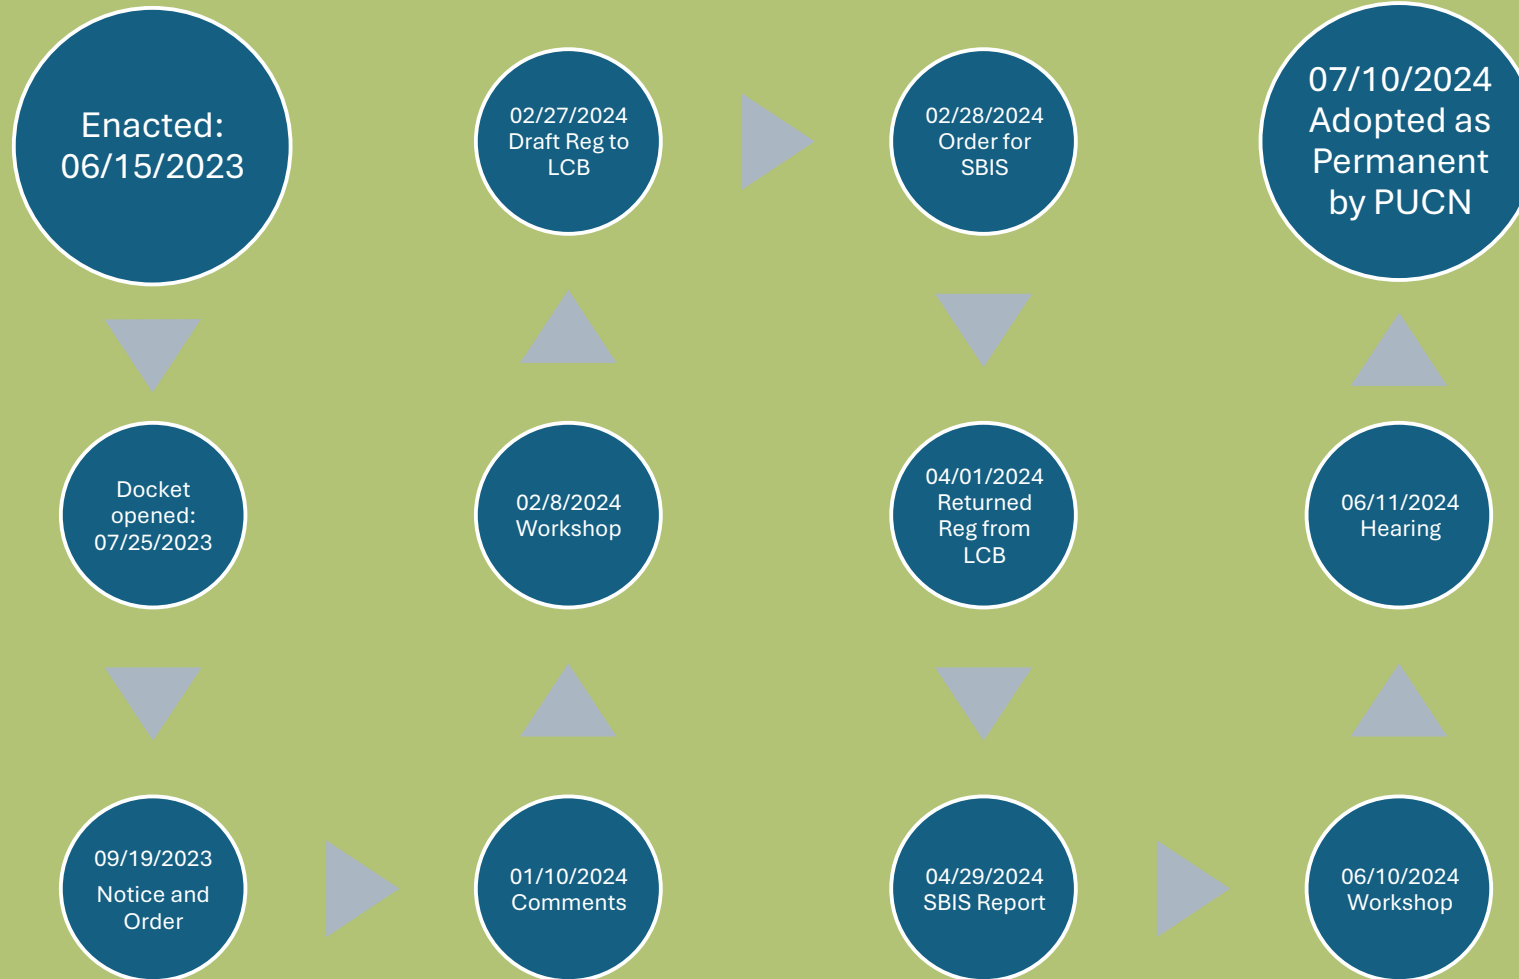 Enacted:
06/15/2023
Docket
opened:
07/25/2023
09/19/2023
Notice and
Order
01/10/2024
Comments
02/8/2024
Workshop
02/27/2024
Draft Reg to
LCB
02/28/2024
Order for
SBIS
04/01/2024
Returned
Reg from
LCB
04/29/2024
SBIS Report
06/10/2024
Workshop
06/11/2024
Hearing
07/10/2024
Adopted as
Permanent
by PUCN